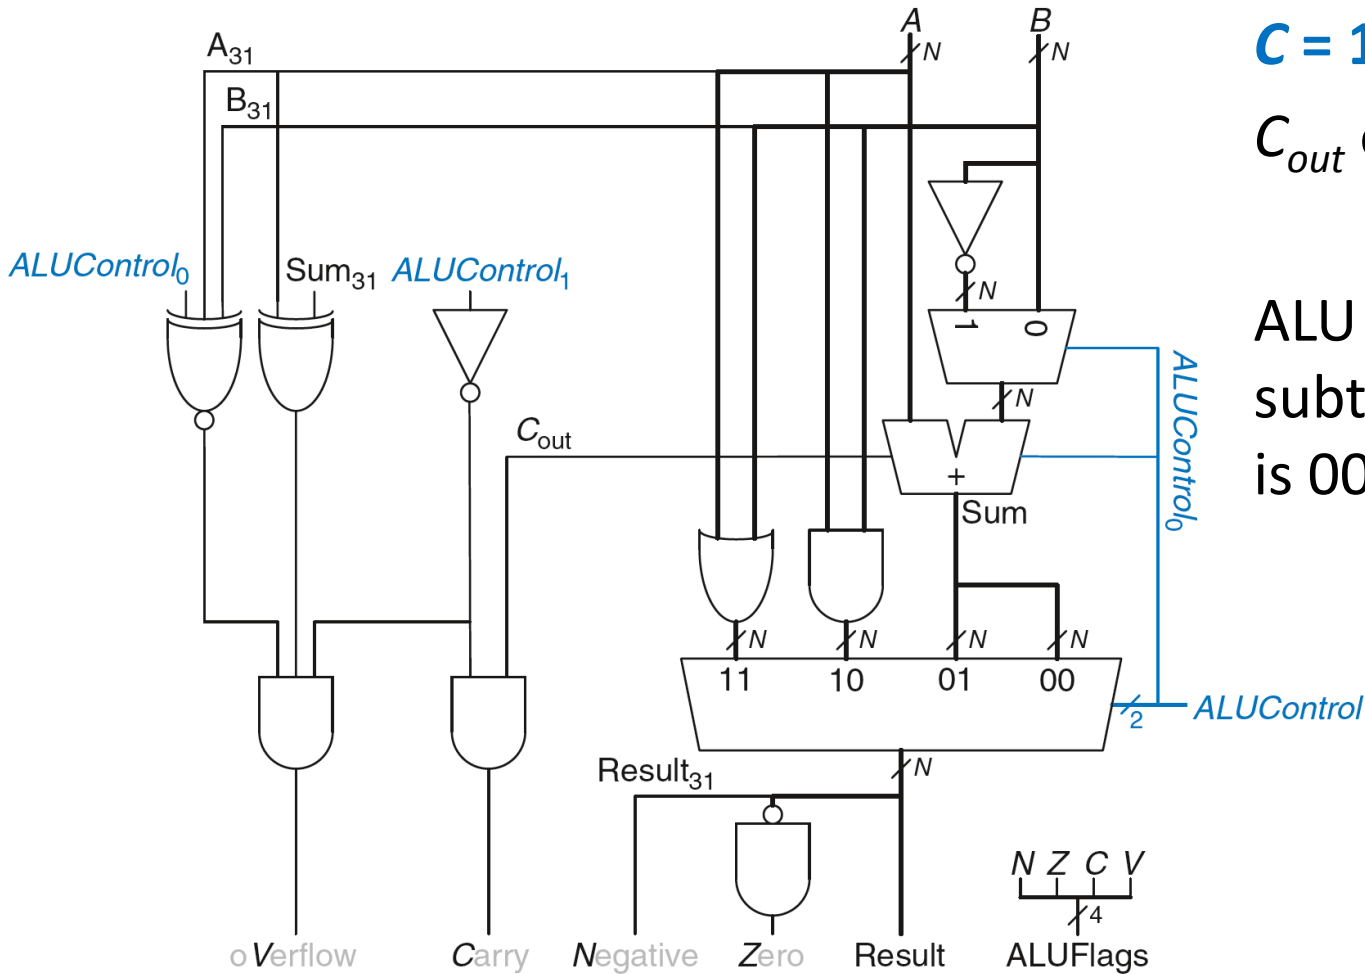 A B
N N
A31
B31
C = 1
Cout
ALUControl0 Sum31 ALUControl1
N
1 0
ALU
subt
is 00
N
ALUControl0
Cout
+
Sum
N N N N
11 10 01 00
2 ALUControl
Result31 N
N Z C V
4
oVerflow Carry Negative Zero Result ALUFlags